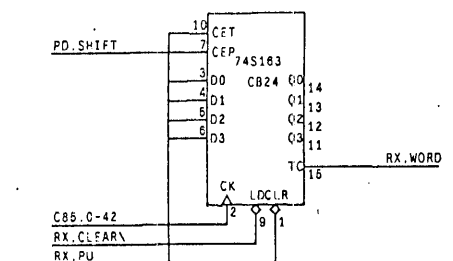 10 CET
PD.SHIFT 7 CEP
74S163
3 D0 CB24 Q0 14
4 D1 Q1 13
5 D2 Q2 12
6 D3 Q3 11
TC 15 RX.WORD
CK LDCLR
C85.0-42 2 9 1
RX.CLEAR\
RX.PU